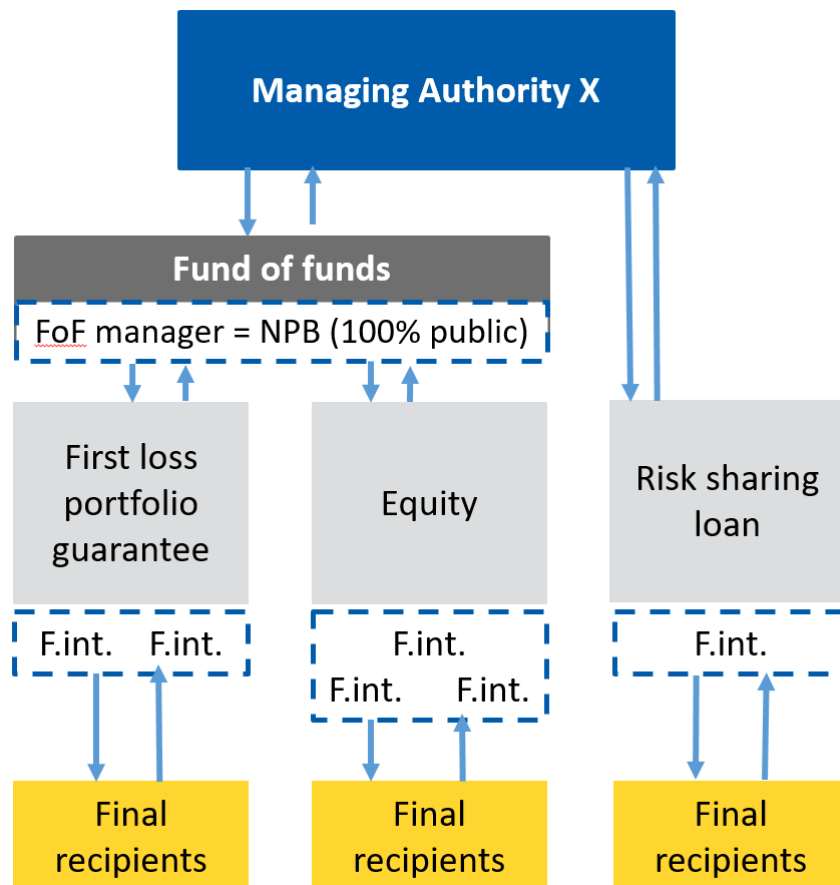 Managing Authority X
Fund of funds
FoF manager = NPB (100% public)
First loss
portfolio
guarantee
Equity
Risk sharing
loan
F.int. F.int.
F.int.
F.int. F.int.
F.int.
Final
recipients
Final
recipients
Final
recipients